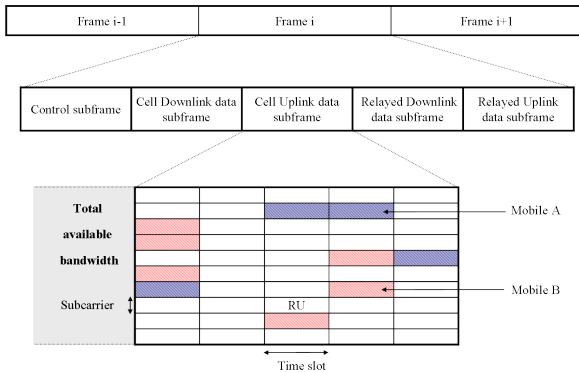 Frame i-1
Frame i
Frame i+1
Control subframe
Cell Downlink data
subframe
Cell Uplink data
subframe
Relayed Downlink
data subframe
Relayed Uplink
data subframe
Total
available
bandwidth
Subcarrier
Mobile A
Mobile B
RU
Time slot